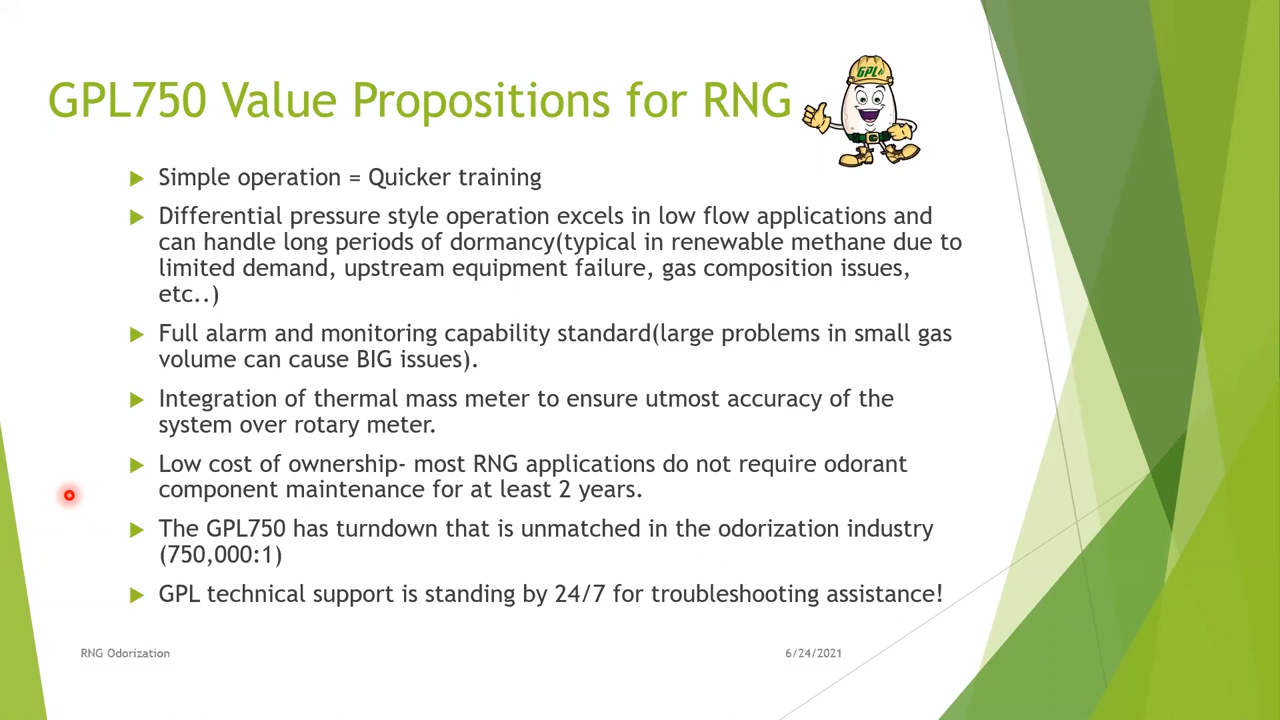 GPL750 Value Propositions for RNG
GPL
Simple operation = Quicker training
Differential pressure style operation excels in low flow applications and
can handle long periods of dormancy(typical in renewable methane due to
limited demand, upstream equipment failure, gas composition issues,
etc..)
Full alarm and monitoring capability standard(large problems in small gas
volume can cause BIG issues).
Integration of thermal mass meter to ensure utmost accuracy of the
system over rotary meter.
Low cost of ownership- most RNG applications do not require odorant
component maintenance for at least 2 years.
The GPL750 has turndown that is unmatched in the odorization industry
(750,000:1)
GPL technical support is standing by 24/7 for troubleshooting assistance!
RNG Odorization
6/24/2021